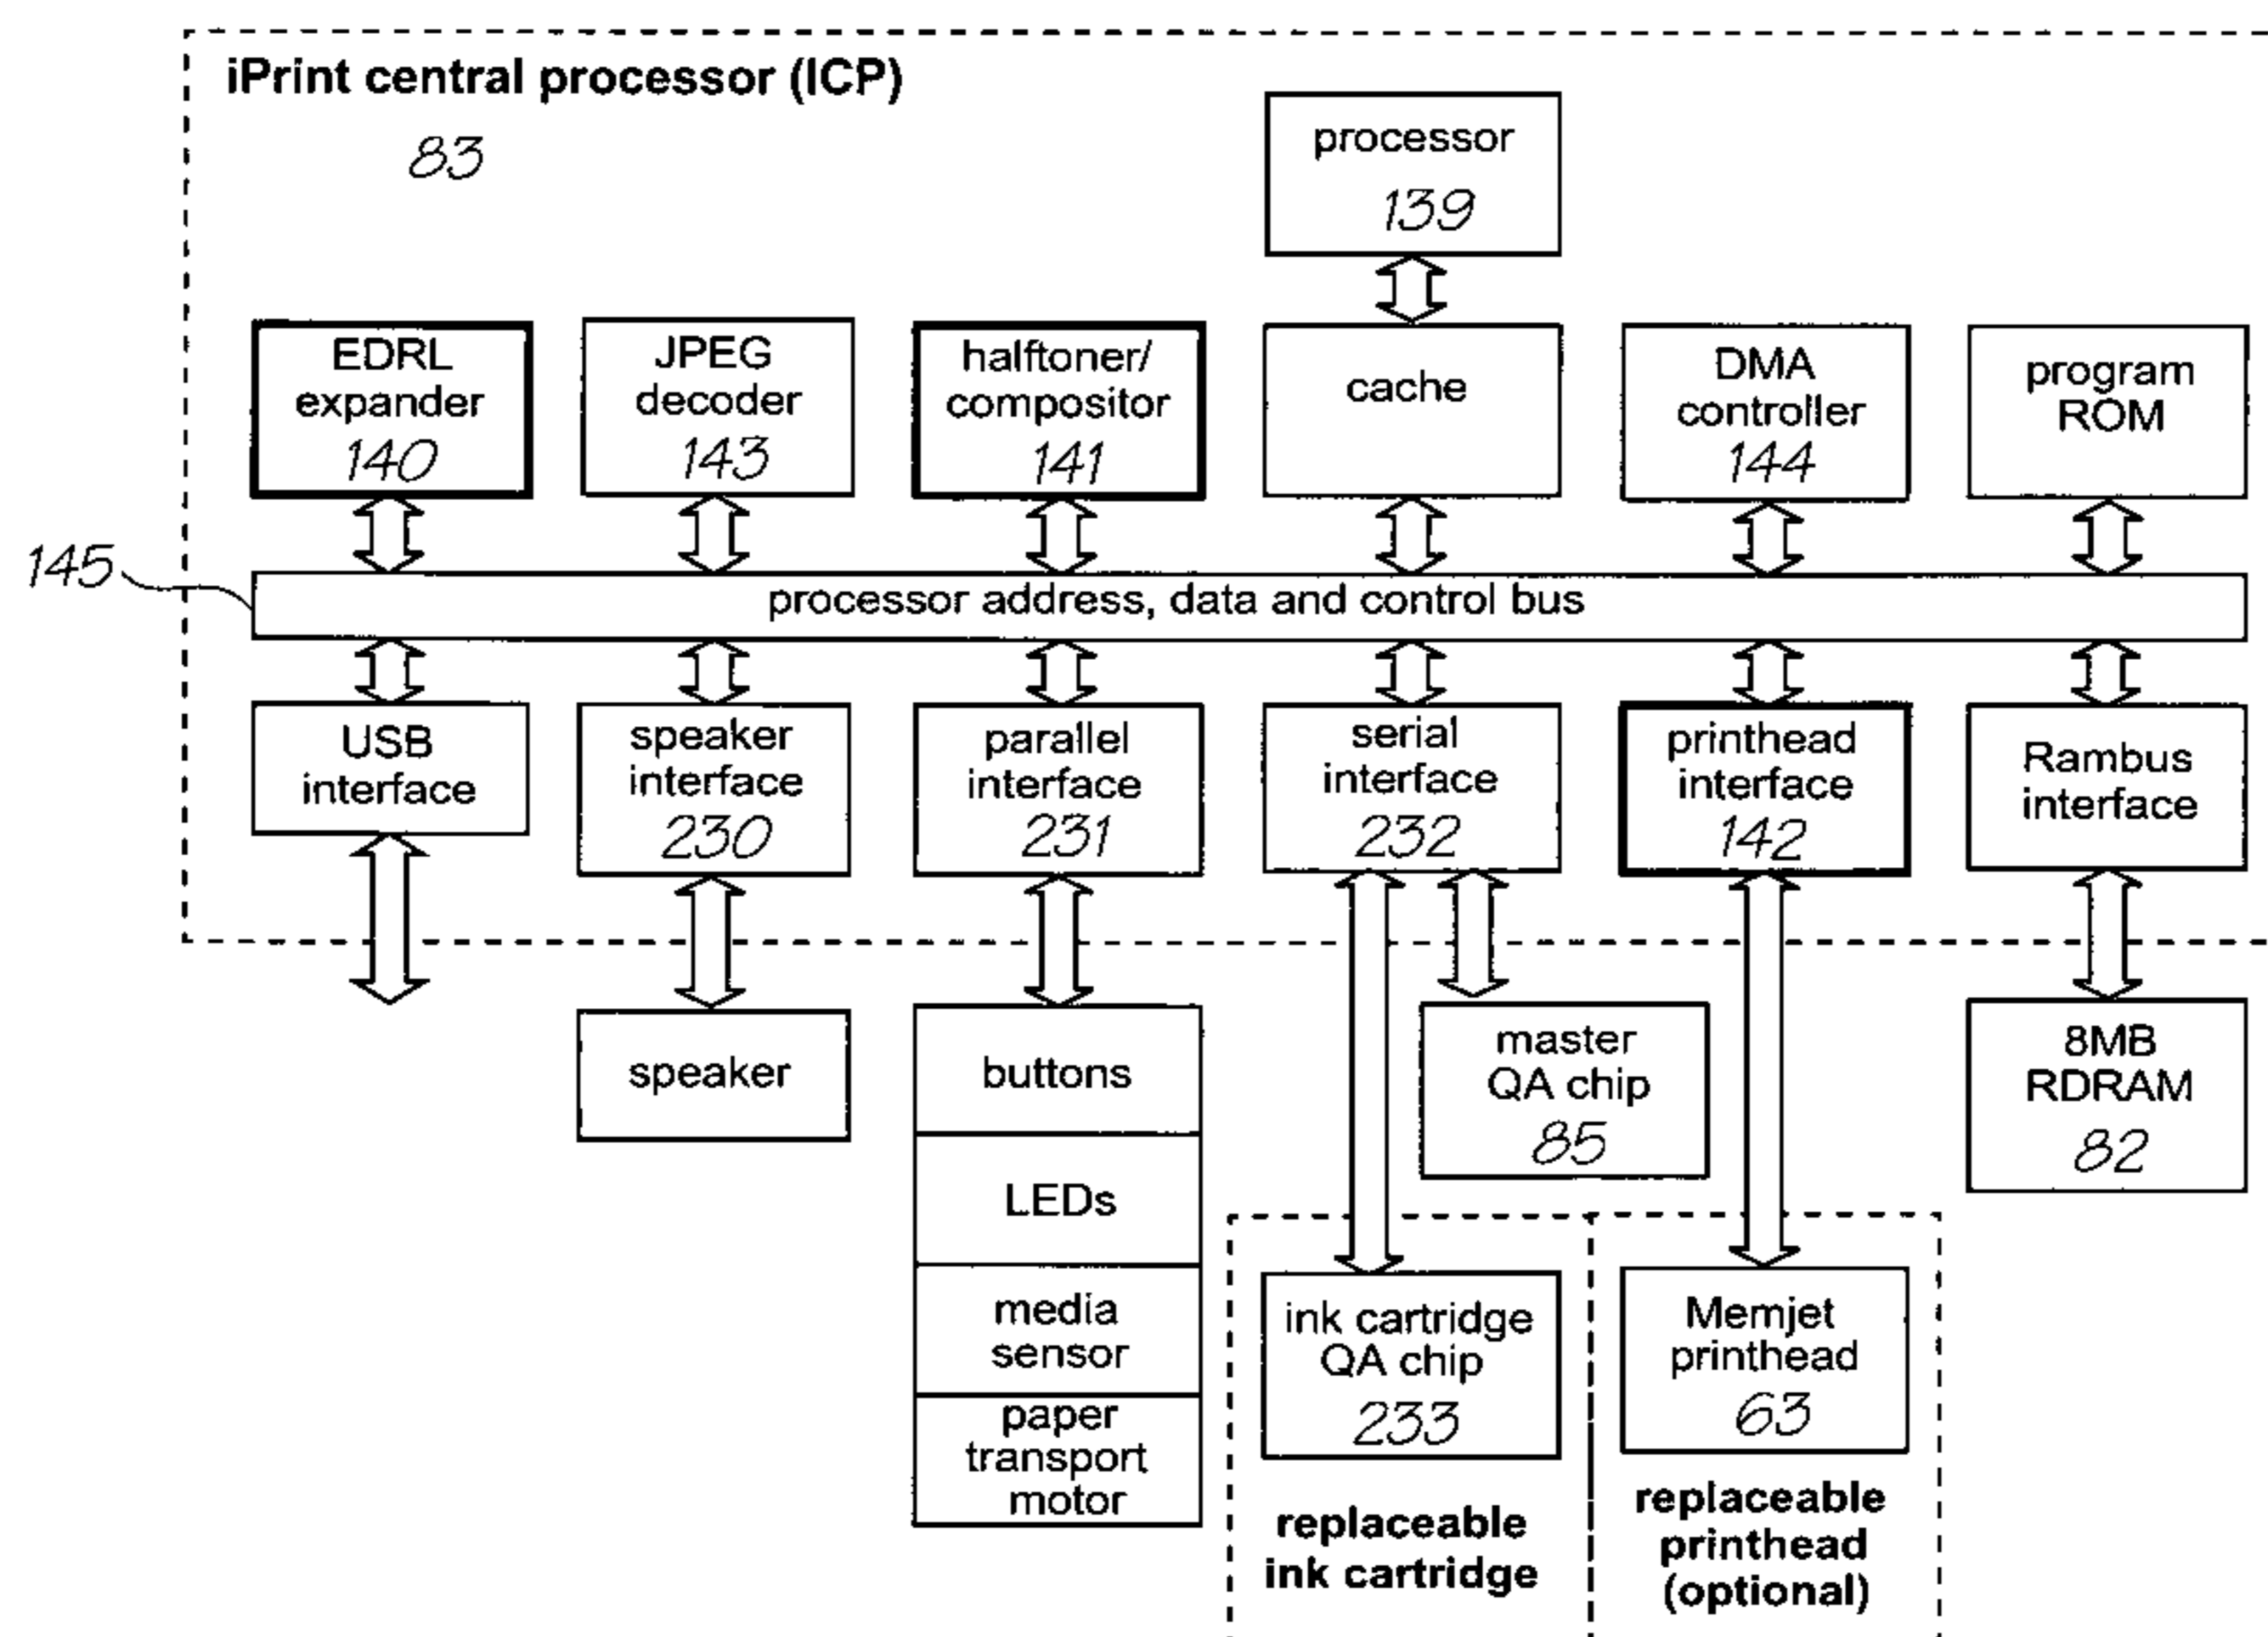 iPrint central processor (ICP)
83
processor
139
EDRL
expander
140
JPEG
decoder
143
halftoner/
compositor
141
cache
DMA
controller
144
program
ROM
145
processor address, data and control bus
USB
interface
speaker
interface
230
parallel
interface
231
serial
interface
232
printhead
interface
142
Rambus
interface
speaker
buttons
LEDs
media
sensor
paper
transport
motor
master
QA chip
85
8MB
RDRAM
82
ink cartridge
QA chip
233
replaceable
ink cartridge
Memjet
printhead
63
replaceable
printhead
(optional)